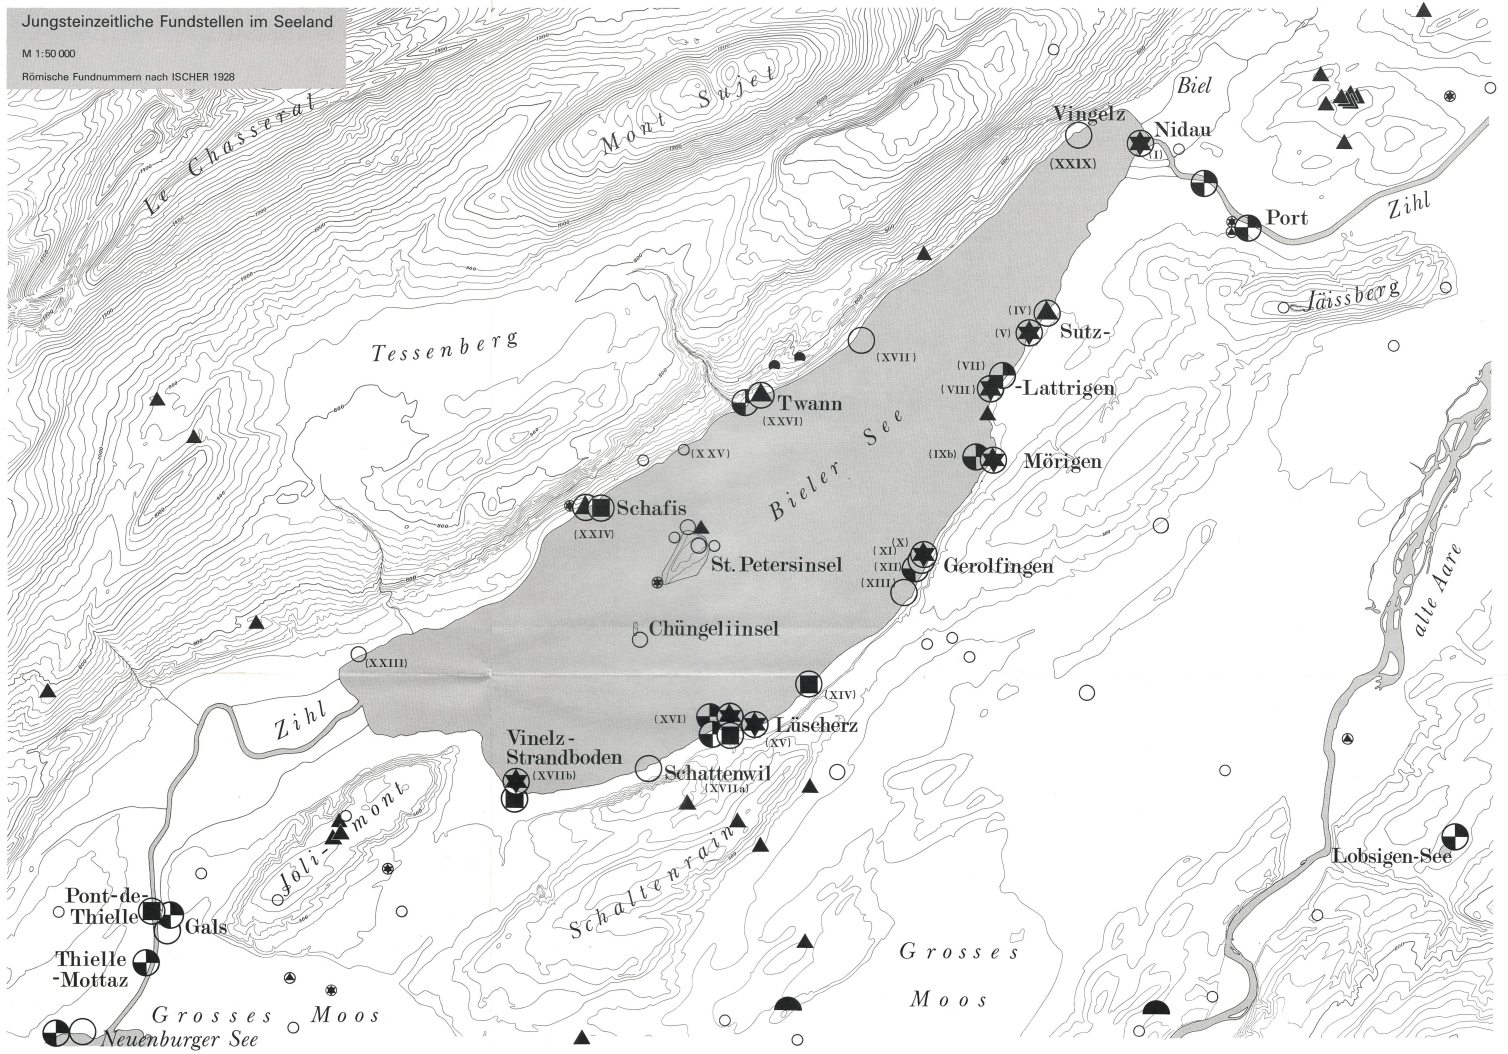 Jungsteinzeitliche Fundstellen im Seeland
M 1:50 000
Römische Fundnummern nach ISCHER 1928
Le Chasseral
Mont Sujet
Biel
Vingelz
(XXIX)
Nidau
(I)
Port
Zihl
Jäissberg
Tessenberg
(IV)
(V)
Sutz-
(XVII)
(VII)
(VIII)
-Lattrigen
Twann
(XXVI)
Bieler See
(XXV)
(IXb)
Mörigen
Schafis
(XXIV)
St. Petersinsel
(X)
(XI)
(XII)
(XIII)
Gerolfingen
alte Aare
Chüngeliinsel
(XXIII)
(XIV)
Zihl
(XVI)
Lüscherz
(XV)
Vinelz-
Strandboden
(XVIIb)
Schattenwil
(XVIIa)
Joli-mont
Schaltenrain
Lobsigen-See
Pont-de-
Thielle
Gals
Thielle
-Mottaz
Grosses
Moos
Grosses Moos
Neuenburger See